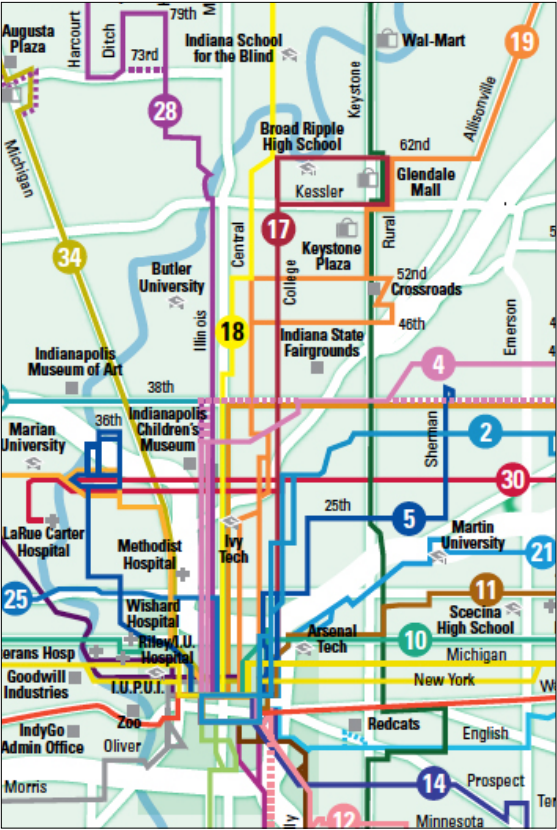 79th
M
Augusta
Plaza
Harcourt
Ditch
73rd
Indiana School
for the Blind
Wal-Mart
19
Keystone
28
Allisonville
Michigan
Broad Ripple
High School
62nd
Kessler
Glendale
Mall
17
34
Central
Keystone
Plaza
Rural
Butler
University
College
52nd
Crossroads
Illinois
18
46th
Emerson
Indiana State
Fairgrounds
Indianapolis
Museum of Art
4
38th
Indianapolis
Children's
Museum
Marian
University
36th
Sherman
2
30
25th
5
LaRue Carter
Hospital
Methodist
Hospital
Ivy
Tech
Martin
University
21
25
11
Wishard
Hospital
Scecina
High School
Arsenal
Tech
10
erans Hosp
Riley/I.U.
Hospital
Michigan
Goodwill
Industries
I.U.P.U.I.
New York
Zoo
Redcats
IndyGo
Admin Office
Oliver
English
Morris
14
Prospect
12
Minnesota